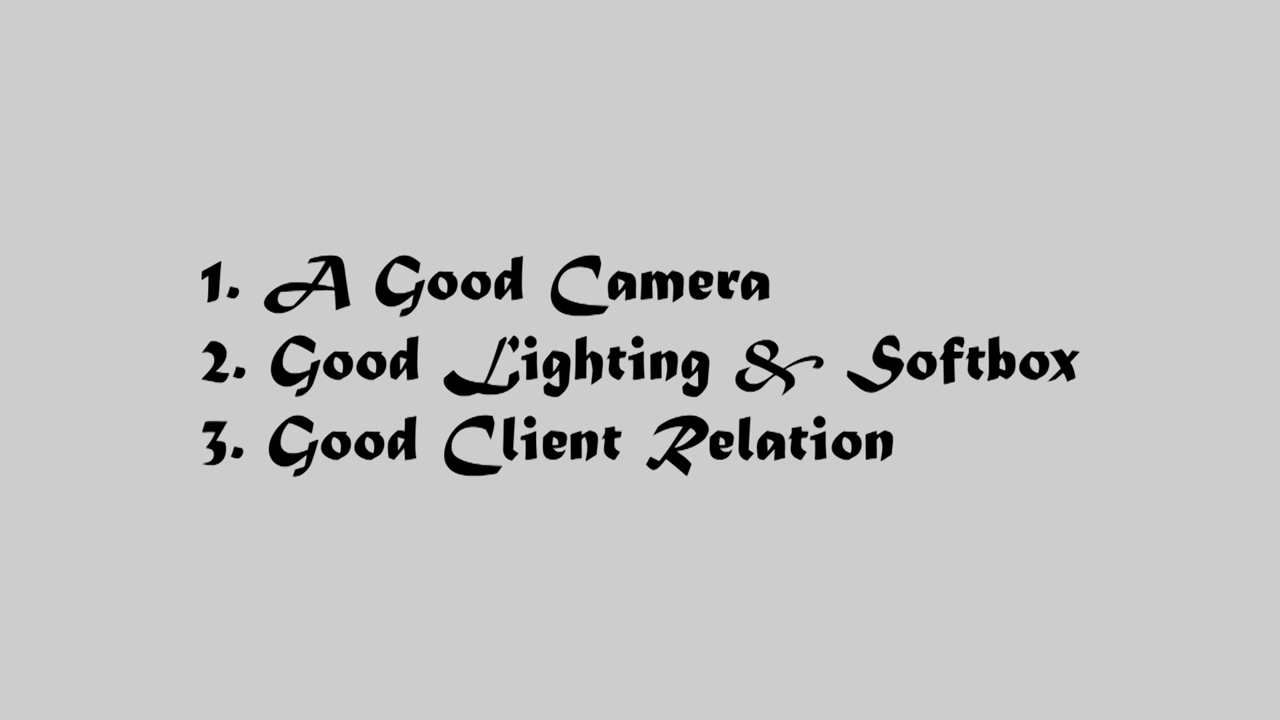 1. A Good Camera
2. Good Lighting & Softbox
3. Good Client Relation